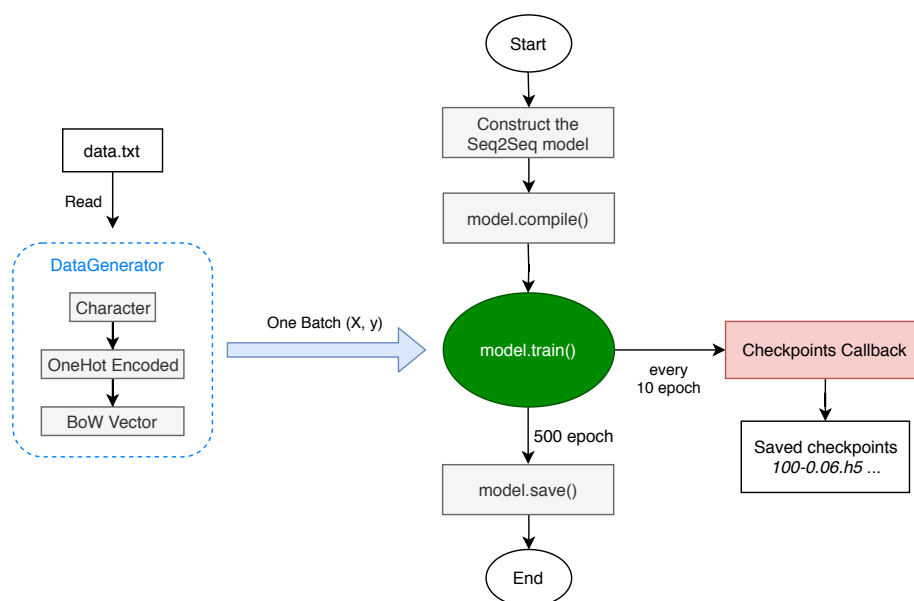 Start
Construct the
Seq2Seq model
model.compile()
data.txt
Read
DataGenerator
Character
OneHot Encoded
BoW Vector
One Batch (X, y)
model.train()
every
10 epoch
Checkpoints Callback
Saved checkpoints
100-0.06.h5 ...
500 epoch
model.save()
End